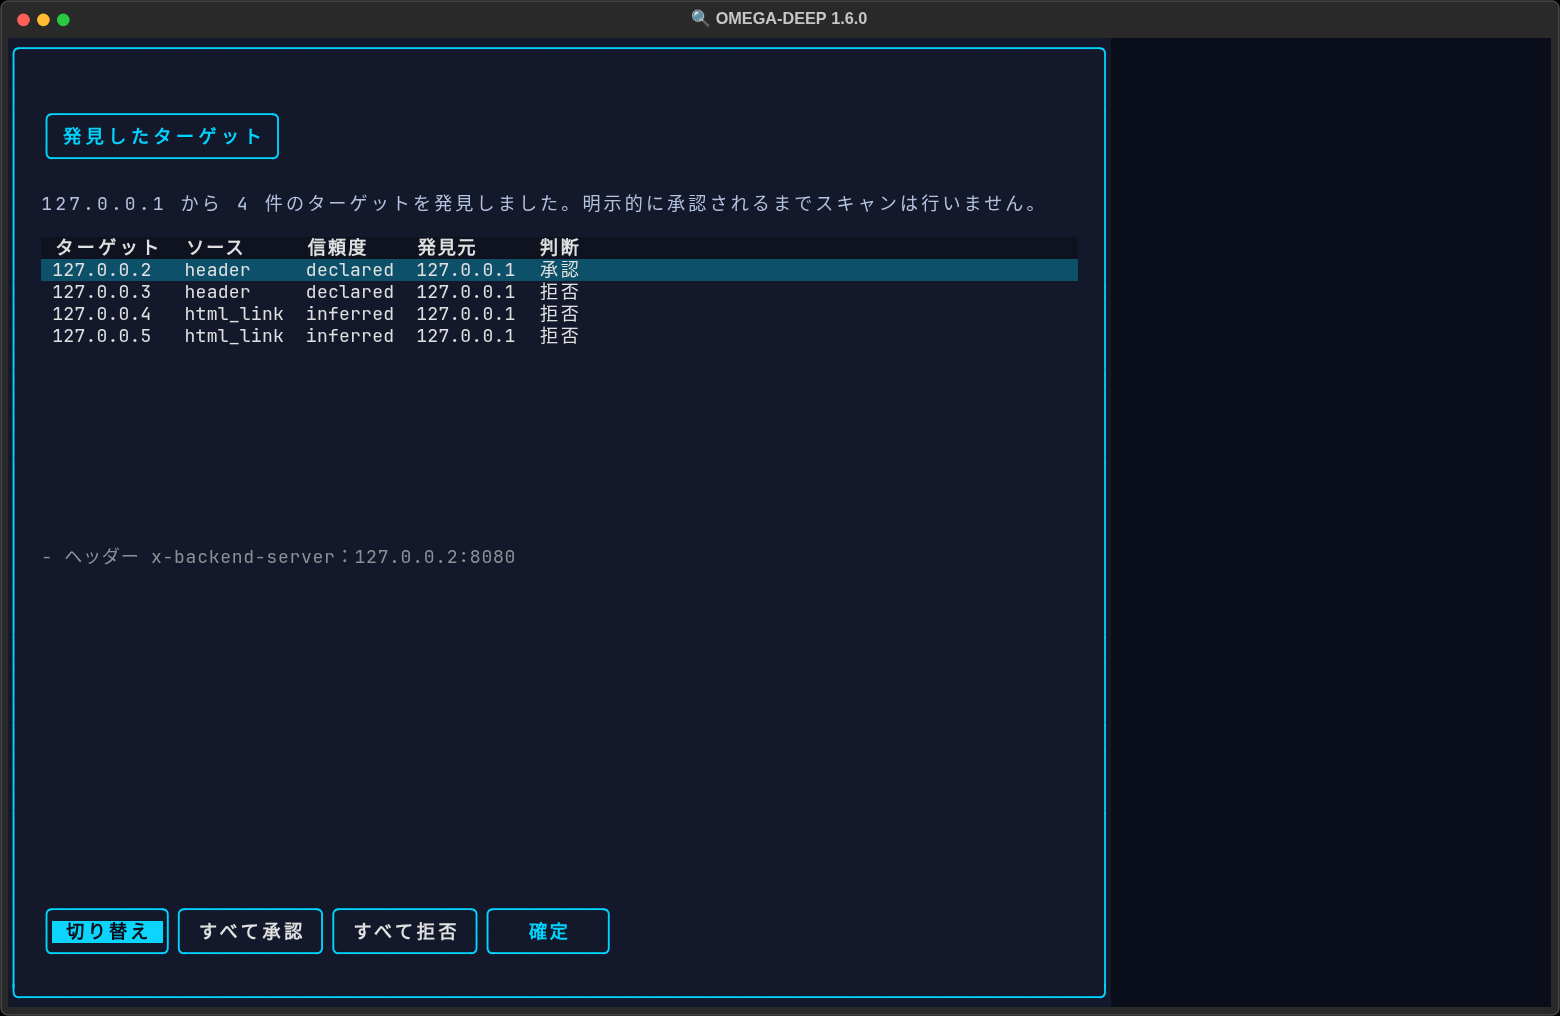 🔍 OMEGA-DEEP 1.6.0
発見したターゲット
127.0.0.1 から 4 件のターゲットを発見しました。明示的に承認されるまでスキャンは行いません。
ターゲット ソース 信頼度 発見元 判断
127.0.0.2 header declared 127.0.0.1 承認
127.0.0.3 header declared 127.0.0.1 拒否
127.0.0.4 html_link inferred 127.0.0.1 拒否
127.0.0.5 html_link inferred 127.0.0.1 拒否
- ヘッダー x-backend-server：127.0.0.2:8080
切り替え すべて承認 すべて拒否 確定